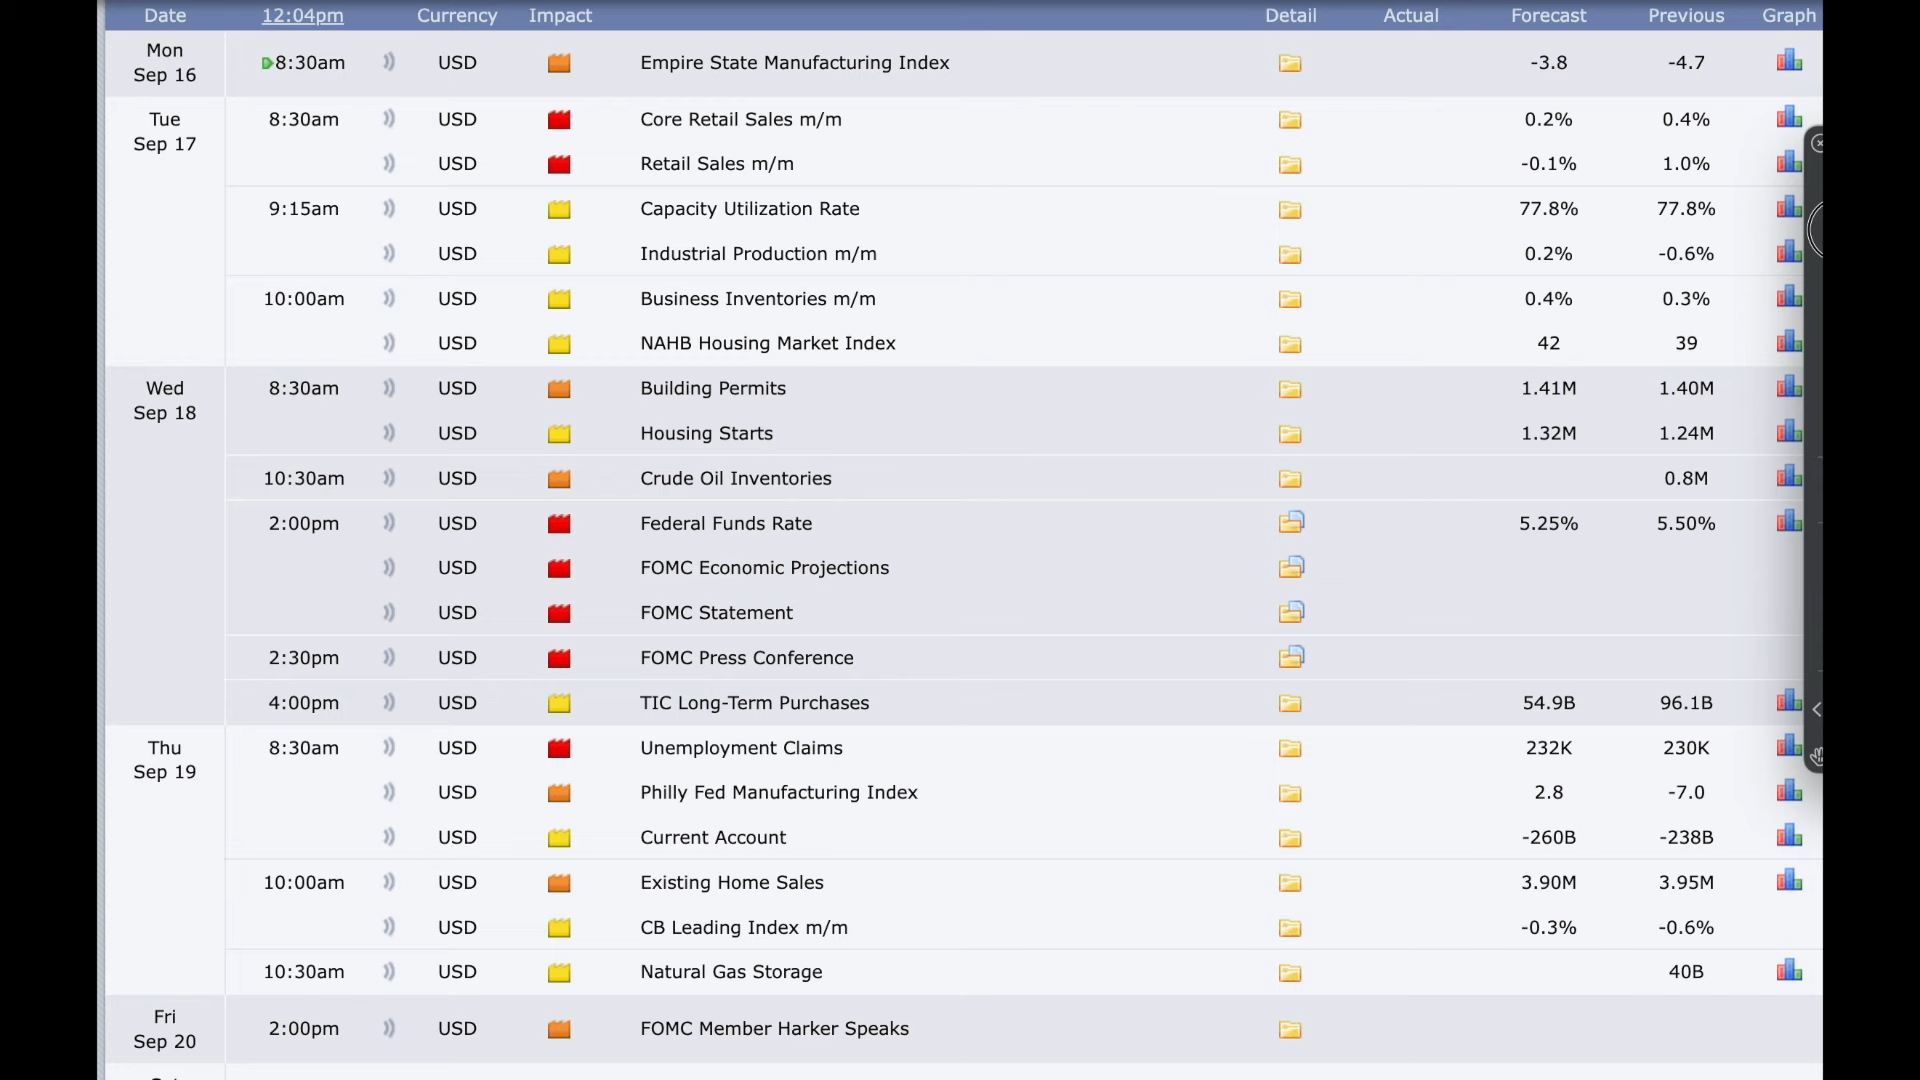 Date 12:04pm Currency Impact Detail Actual Forecast Previous Graph
Mon
Sep 16
8:30am USD Empire State Manufacturing Index -3.8 -4.7
Tue
Sep 17
8:30am USD Core Retail Sales m/m 0.2% 0.4%
USD Retail Sales m/m -0.1% 1.0%
9:15am USD Capacity Utilization Rate 77.8% 77.8%
USD Industrial Production m/m 0.2% -0.6%
10:00am USD Business Inventories m/m 0.4% 0.3%
USD NAHB Housing Market Index 42 39
Wed
Sep 18
8:30am USD Building Permits 1.41M 1.40M
USD Housing Starts 1.32M 1.24M
10:30am USD Crude Oil Inventories 0.8M
2:00pm USD Federal Funds Rate 5.25% 5.50%
USD FOMC Economic Projections
USD FOMC Statement
2:30pm USD FOMC Press Conference
4:00pm USD TIC Long-Term Purchases 54.9B 96.1B
Thu
Sep 19
8:30am USD Unemployment Claims 232K 230K
USD Philly Fed Manufacturing Index 2.8 -7.0
USD Current Account -260B -238B
10:00am USD Existing Home Sales 3.90M 3.95M
USD CB Leading Index m/m -0.3% -0.6%
10:30am USD Natural Gas Storage 40B
Fri
Sep 20
2:00pm USD FOMC Member Harker Speaks